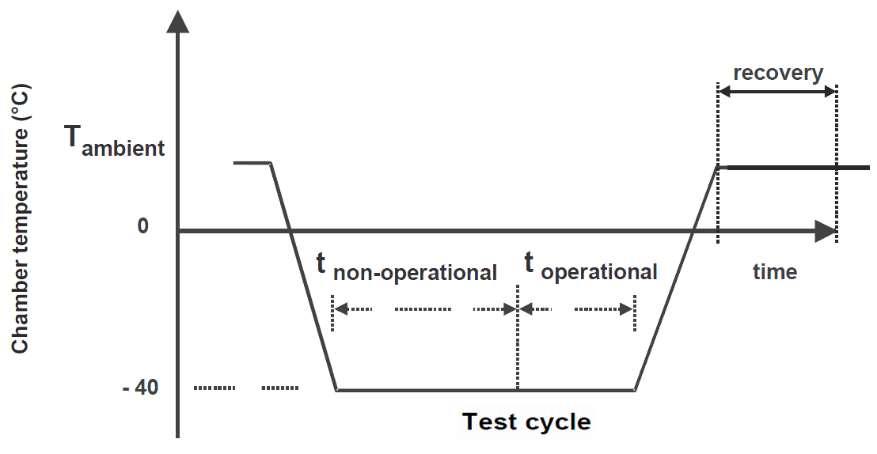 recovery
Chamber temperature (°C)
Tambient
0
t non-operational
t operational
time
- 40
Test cycle